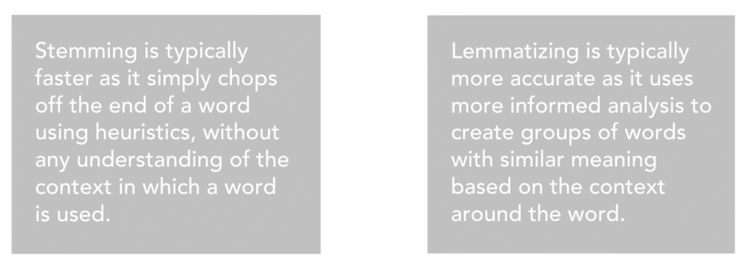 Stemming is typically
faster as it simply chops
off the end of a word
using heuristics, without
any understanding of the
context in which a word
is used.
Lemmatizing is typically
more accurate as it uses
more informed analysis to
create groups of words
with similar meaning
based on the context
around the word.